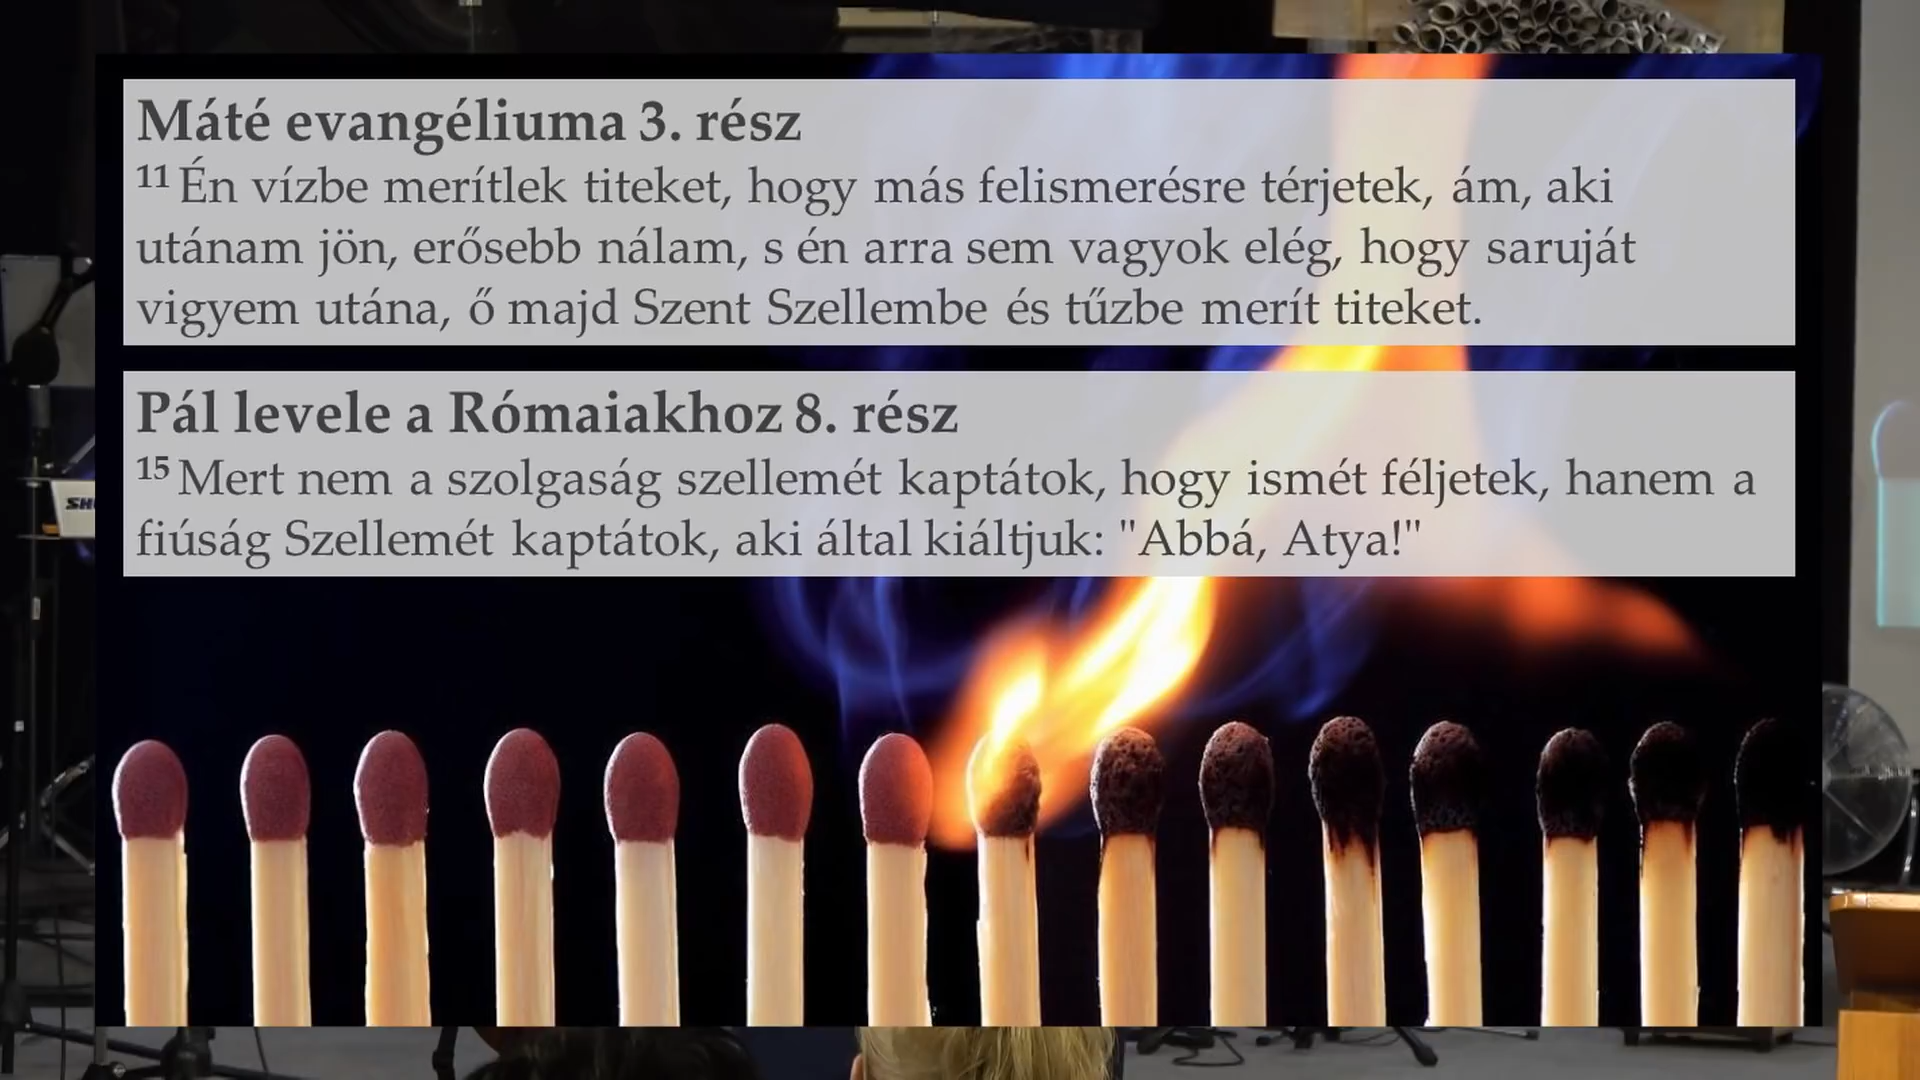 Máté evangéliuma 3. rész
11 Én vízbe merítlek titeket, hogy más felismerésre térjetek, ám, aki
utánam jön, erősebb nálam, s én arra sem vagyok elég, hogy saruját
vigyem utána, ő majd Szent Szellembe és tűzbe merít titeket.
Pál levele a Rómaiakhoz 8. rész
15 Mert nem a szolgaság szellemét kaptátok, hogy ismét féljetek, hanem a
fiúság Szellemét kaptátok, aki által kiáltjuk: "Abbá, Atya!"